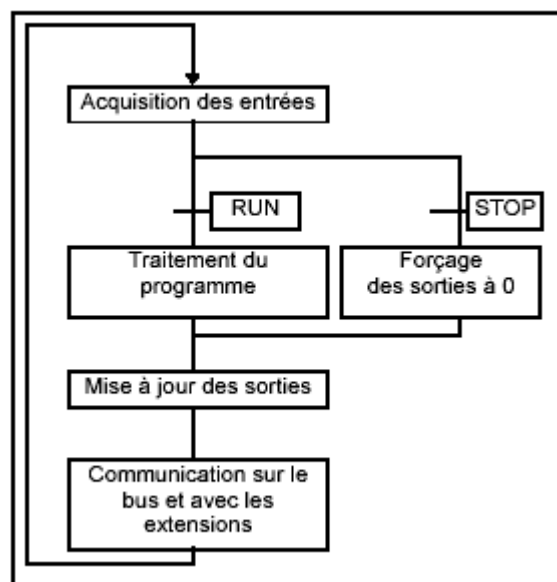 Acquisition des entrées
RUN
STOP
Traitement du
programme
Forçage
des sorties à 0
Mise à jour des sorties
Communication sur le
bus et avec les
extensions